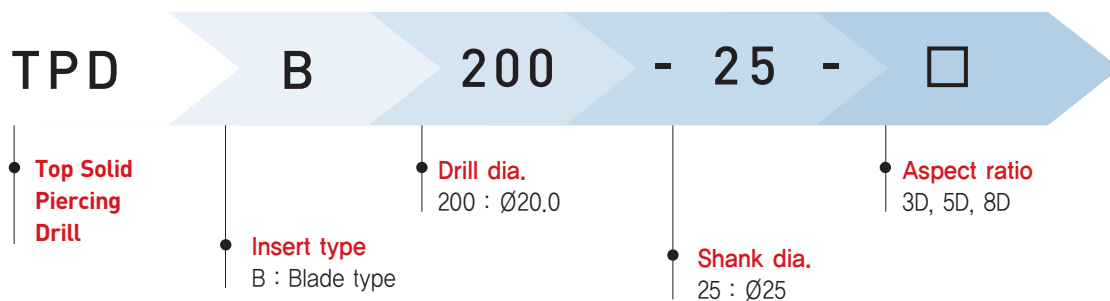 TPD B 200 - 25 - □
Top Solid
Piercing
Drill
Insert type
B : Blade type
Drill dia.
200 : Ø20.0
Shank dia.
25 : Ø25
Aspect ratio
3D, 5D, 8D